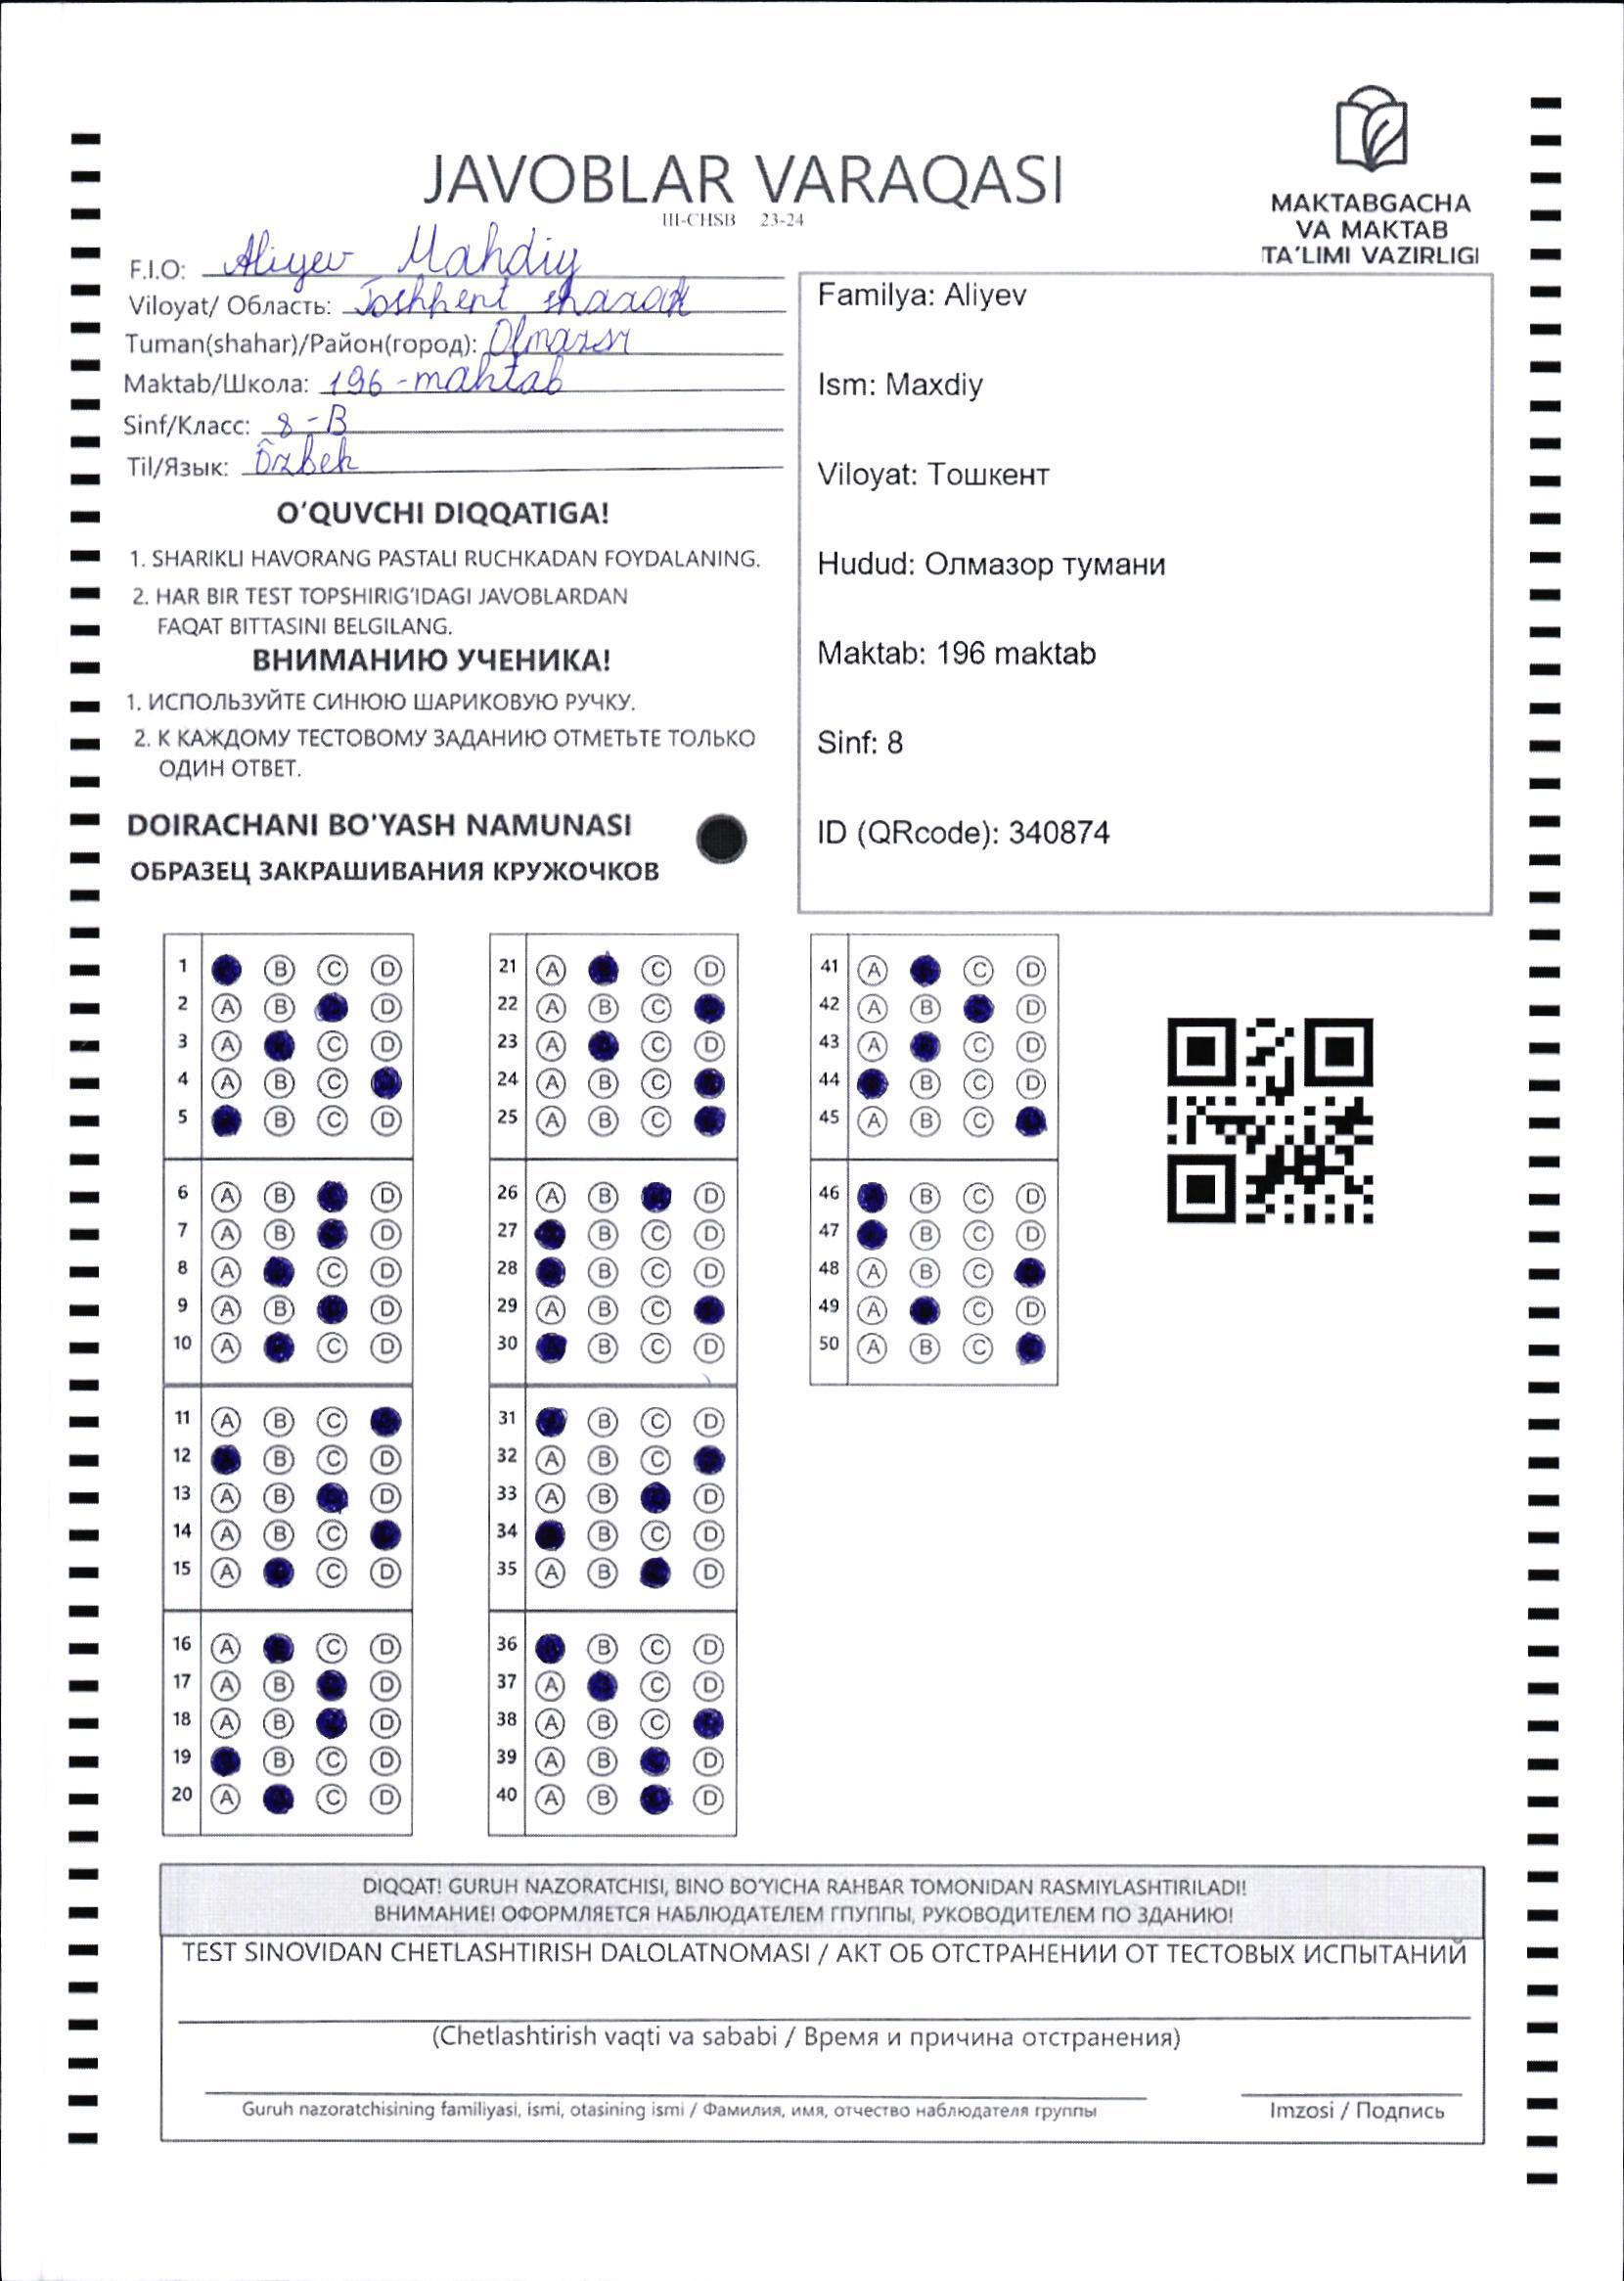 JAVOBLAR VARAQASI
III-CHSB 23-24
MAKTABGACHA
VA MAKTAB
TA'LIMI VAZIRLIGI
F.I.O: Aliyev Mahdiy
Viloyat/ Область: Toshkent shaxar
Tuman(shahar)/Район(город): Olmazor
Maktab/Школа: 196-maktab
Sinf/Класс: 8-B
Til/Язык: Õzbek
O'QUVCHI DIQQATIGA!
1. SHARIKLI HAVORANG PASTALI RUCHKADAN FOYDALANING.
2. HAR BIR TEST TOPSHIRIG'IDAGI JAVOBLARDAN
FAQAT BITTASINI BELGILANG.
ВНИМАНИЮ УЧЕНИКА!
1. ИСПОЛЬЗУЙТЕ СИНЮЮ ШАРИКОВУЮ РУЧКУ.
2. К КАЖДОМУ ТЕСТОВОМУ ЗАДАНИЮ ОТМЕТЬТЕ ТОЛЬКО
ОДИН ОТВЕТ.
DOIRACHANI BO'YASH NAMUNASI
ОБРАЗЕЦ ЗАКРАШИВАНИЯ КРУЖОЧКОВ
Familya: Aliyev
Ism: Maxdiy
Viloyat: Тошкент
Hudud: Олмазор тумани
Maktab: 196 maktab
Sinf: 8
ID (QRcode): 340874
1 B C D
2 A B D
3 A C D
4 A B C
5 B C D
6 A B D
7 A B D
8 A C D
9 A B D
10 A C D
11 A B C
12 B C D
13 A B D
14 A B C
15 A C D
16 A C D
17 A B D
18 A B D
19 B C D
20 A C D
21 A C D
22 A B C
23 A C D
24 A B C
25 A B C
26 A B D
27 B C D
28 B C D
29 A B C
30 B C D
31 B C D
32 A B C
33 A B D
34 B C D
35 A B D
36 B C D
37 A C D
38 A B C
39 A B D
40 A B D
41 A C D
42 A B D
43 A C D
44 B C D
45 A B C
46 B C D
47 B C D
48 A B C
49 A C D
50 A B C
DIQQAT! GURUH NAZORATCHISI, BINO BO'YICHA RAHBAR TOMONIDAN RASMIYLASHTIRILADI!
ВНИМАНИЕ! ОФОРМЛЯЕТСЯ НАБЛЮДАТЕЛЕМ ГПУППЫ, РУКОВОДИТЕЛЕМ ПО ЗДАНИЮ!
TEST SINOVIDAN CHETLASHTIRISH DALOLATNOMASI / АКТ ОБ ОТСТРАНЕНИИ ОТ ТЕСТОВЫХ ИСПЫТАНИЙ
(Chetlashtirish vaqti va sababi / Время и причина отстранения)
Guruh nazoratchisining familiyasi, ismi, otasining ismi / Фамилия, имя, отчество наблюдателя группы
Imzosi / Подпись